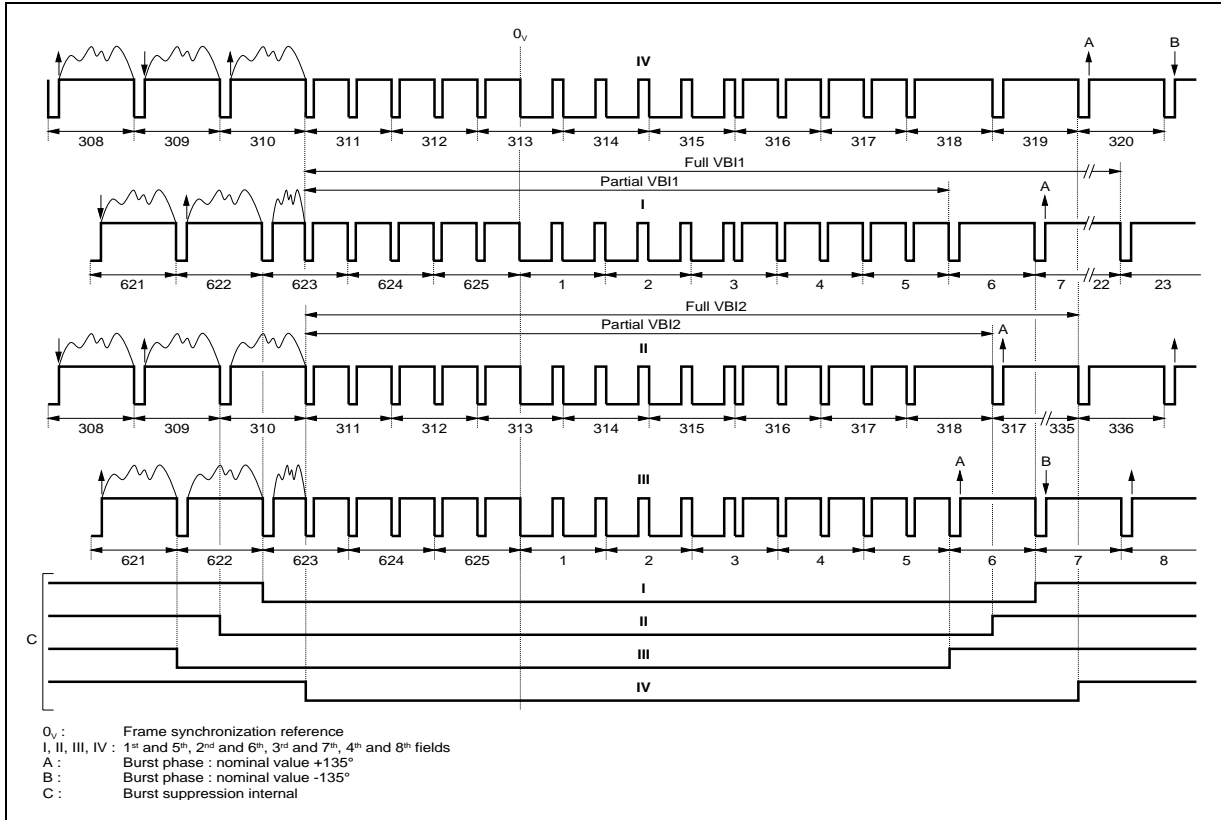 0V
IV
A
B
308 309 310 311 312 313 314 315 316 317 318 319 320
Full VBI1
Partial VBI1
A
I
621 622 623 624 625 1 2 3 4 5 6 7 22 23
Full VBI2
Partial VBI2
A
II
308 309 310 311 312 313 314 315 316 317 318 317 335 336
A
B
III
621 622 623 624 625 1 2 3 4 5 6 7 8
I
II
C
III
IV
0V : Frame synchronization reference
I, II, III, IV : 1st and 5th, 2nd and 6th, 3rd and 7th, 4th and 8th fields
A : Burst phase : nominal value +135°
B : Burst phase : nominal value -135°
C : Burst suppression internal